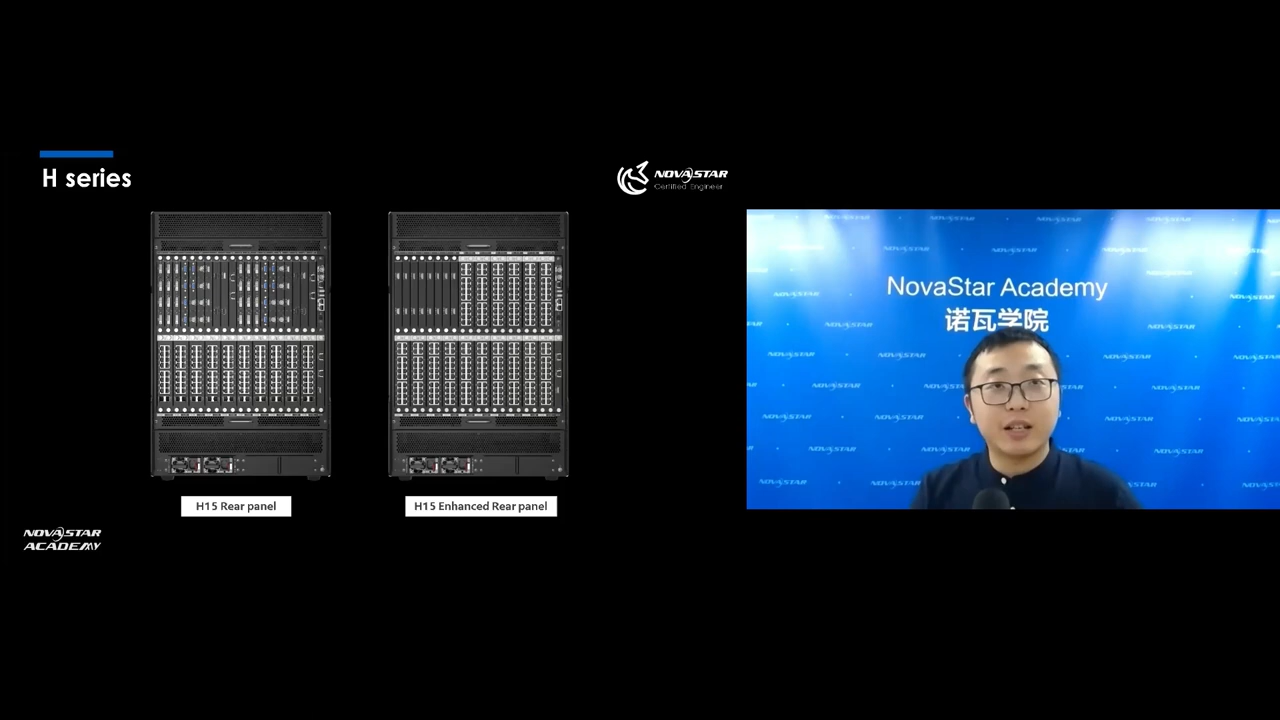 H series
NOVASTAR
Certified Engineer
H15 Rear panel
H15 Enhanced Rear panel
NOVASTAR
ACADEMY
NovaStar Academy
诺瓦学院
NOVASTAR